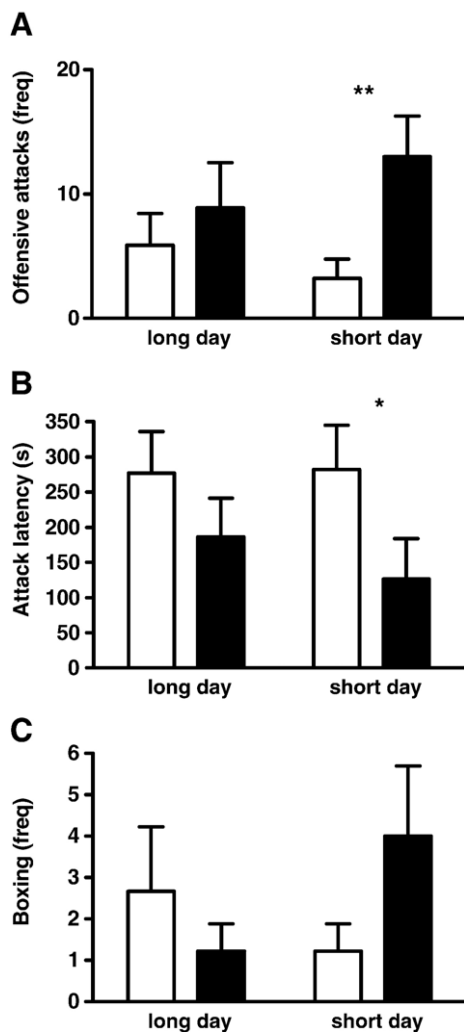 A
Offensive attacks (freq)
20
10
0
**
long day short day
B
Attack latency (s)
350
300
250
200
150
100
50
0
*
long day short day
C
Boxing (freq)
6
5
4
3
2
1
0
long day short day